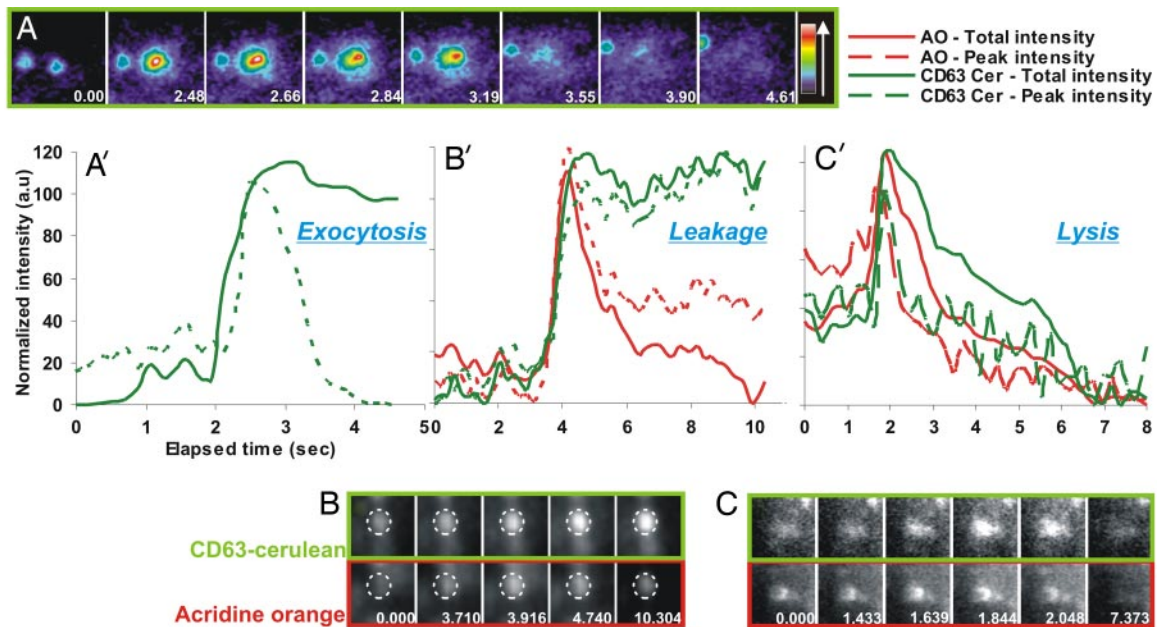 A
0.00 2.48 2.66 2.84 3.19 3.55 3.90 4.61
AO - Total intensity
AO - Peak intensity
CD63 Cer - Total intensity
CD63 Cer - Peak intensity
A′ B′ C′
Normalized intensity (a.u)
120
100
80
60
40
20
0
Exocytosis Leakage Lysis
0 1 2 3 4 50 2 4 6 8 10 0 1 2 3 4 5 6 7 8
Elapsed time (sec)
B C
CD63-cerulean
Acridine orange
0.000 3.710 3.916 4.740 10.304
0.000 1.433 1.639 1.844 2.048 7.373